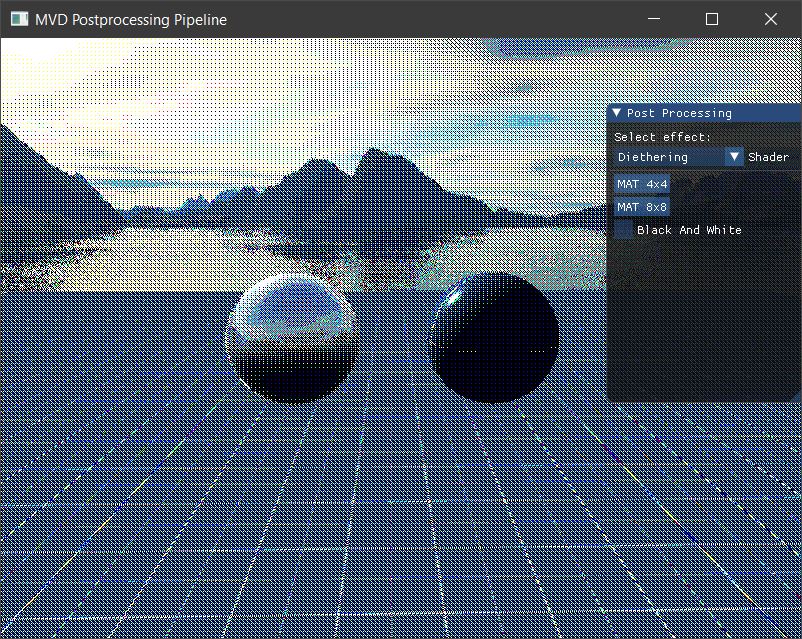 MVD Postprocessing Pipeline
Post Processing
Select effect:
Diethering Shader
MAT 4x4
MAT 8x8
Black And White